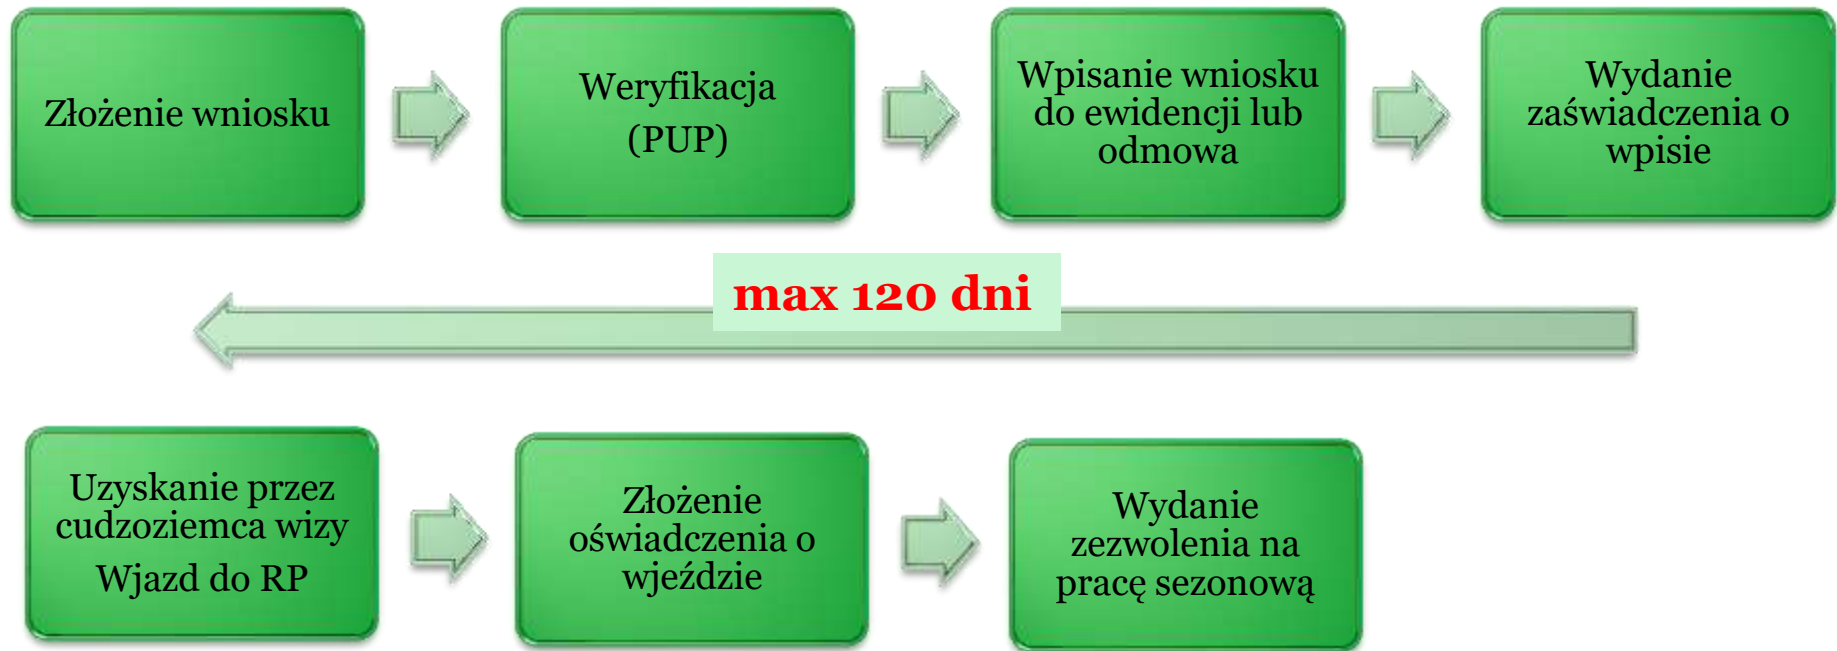 Złożenie wniosku
Weryfikacja
(PUP)
Wpisanie wniosku
do ewidencji lub
odmowa
Wydanie
zaświadczenia o
wpisie
max 120 dni
Uzyskanie przez
cudzoziemca wizy
Wjazd do RP
Złożenie
oświadczenia o
wjeździe
Wydanie
zezwolenia na
pracę sezonową